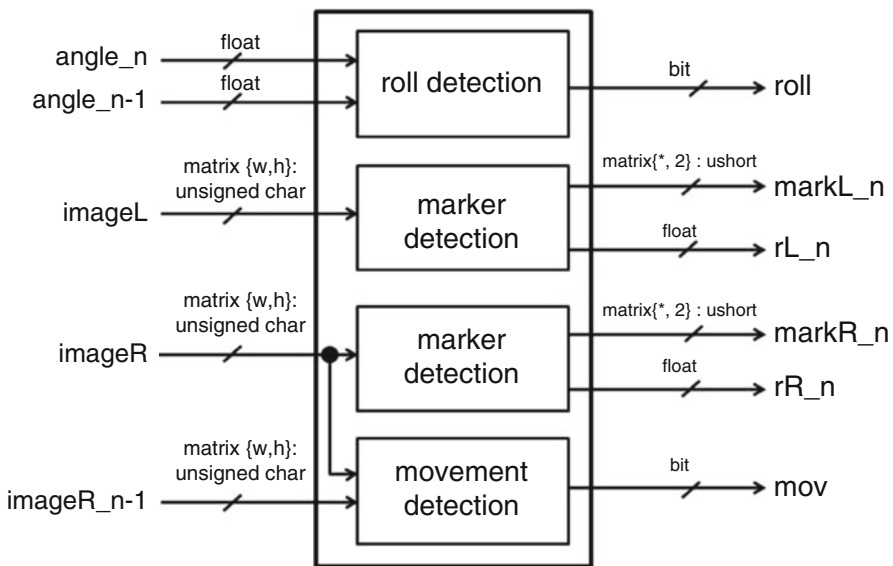 float
angle_n
float
angle_n-1
roll detection
bit
roll
matrix {w,h}:
unsigned char
imageL
marker
detection
matrix{*, 2} : ushort
markL_n
float
rL_n
matrix {w,h}:
unsigned char
imageR
marker
detection
matrix{*, 2} : ushort
markR_n
float
rR_n
matrix {w,h}:
unsigned char
imageR_n-1
movement
detection
bit
mov